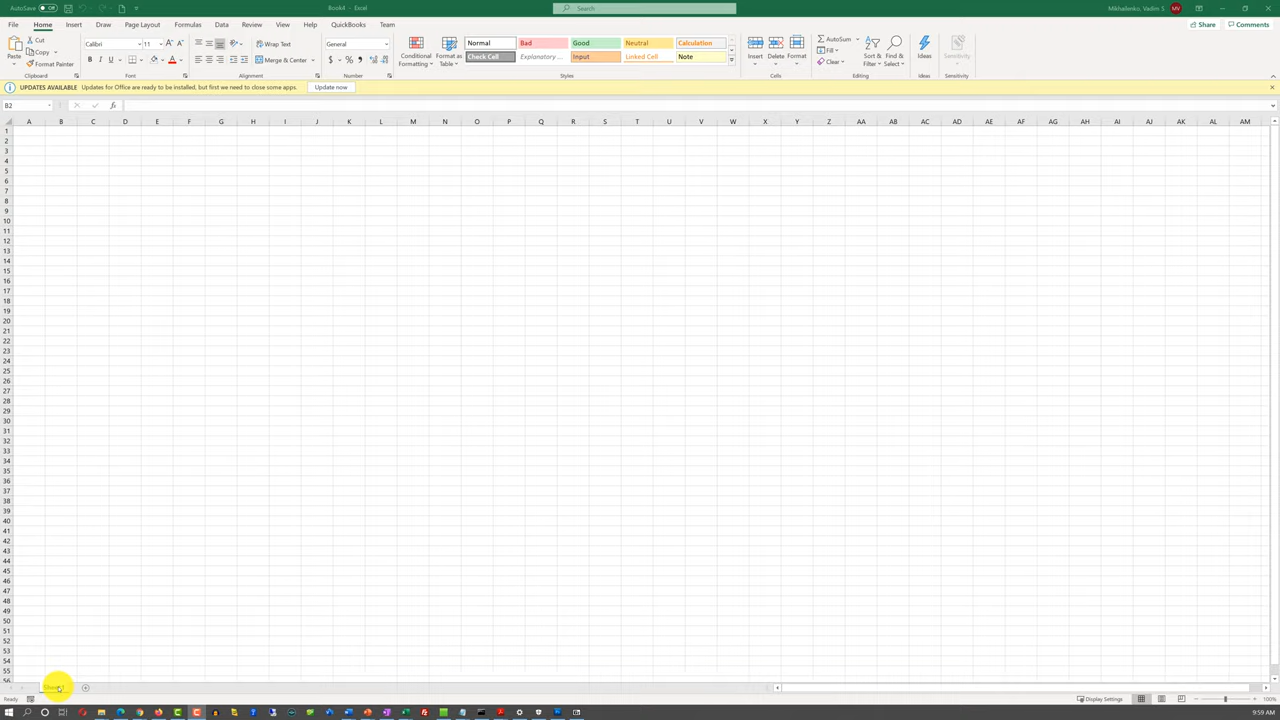 AutoSave Off Book4 - Excel Search Mikhailenko, Vadim S MV
File Home Insert Draw Page Layout Formulas Data Review View Help QuickBooks Team Share Comments
Paste Cut Copy Format Painter Clipboard
Calibri 11 B I U A Font
Wrap Text Merge & Center Alignment
General $ % Number
Conditional Formatting Format as Table
Normal Bad Good Neutral Calculation
Check Cell Explanatory ... Input Linked Cell Note
Styles
Insert Delete Format Cells
AutoSum Fill Clear Sort & Filter Find & Select Editing
Ideas Ideas
Sensitivity Sensitivity
UPDATES AVAILABLE Updates for Office are ready to be installed, but first we need to close some apps. Update now
B2 fx
A B C D E F G H I J K L M N O P Q R S T U V W X Y Z AA AB AC AD AE AF AG AH AI AJ AK AL AM
1
2
3
4
5
6
7
8
9
10
11
12
13
14
15
16
17
18
19
20
21
22
23
24
25
26
27
28
29
30
31
32
33
34
35
36
37
38
39
40
41
42
43
44
45
46
47
48
49
50
51
52
53
54
55
56
Ready Display Settings 100%
9:59 AM